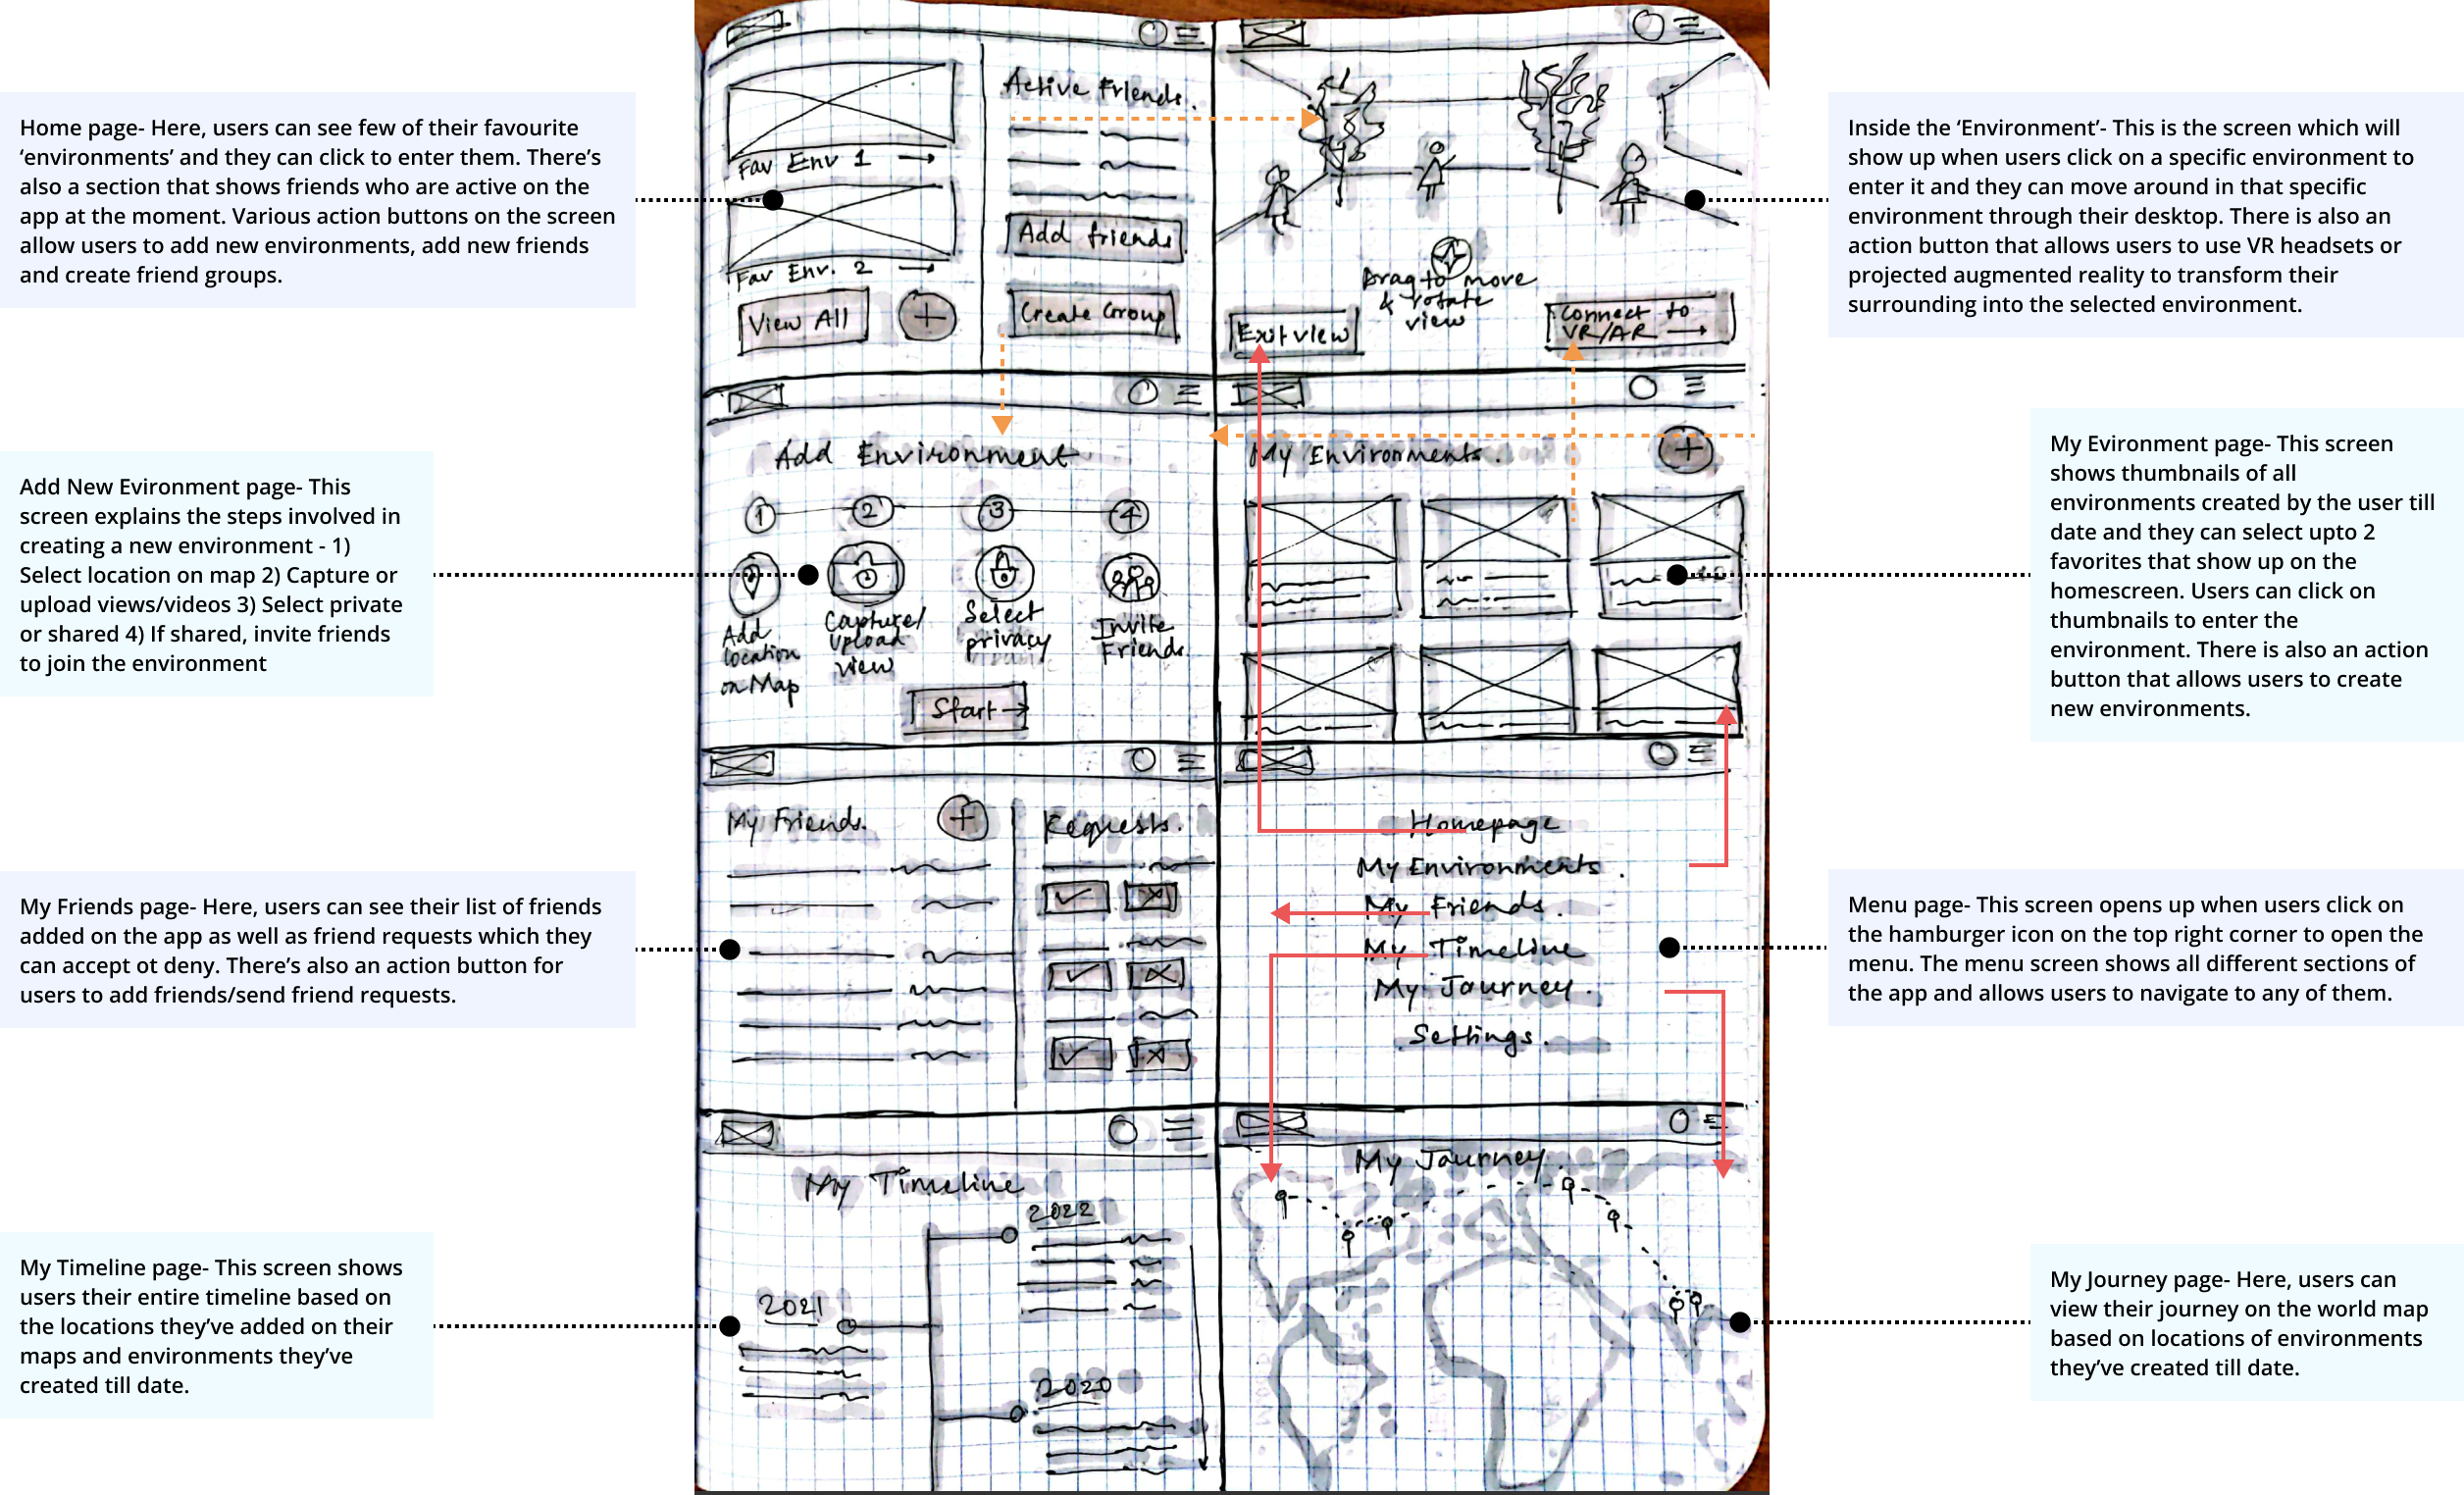 Home page- Here, users can see few of their favourite
‘environments’ and they can click to enter them. There’s
also a section that shows friends who are active on the
app at the moment. Various action buttons on the screen
allow users to add new environments, add new friends
and create friend groups.
Add New Evironment page- This
screen explains the steps involved in
creating a new environment - 1)
Select location on map 2) Capture or
upload views/videos 3) Select private
or shared 4) If shared, invite friends
to join the environment
My Friends page- Here, users can see their list of friends
added on the app as well as friend requests which they
can accept ot deny. There’s also an action button for
users to add friends/send friend requests.
My Timeline page- This screen shows
users their entire timeline based on
the locations they’ve added on their
maps and environments they’ve
created till date.
Fav Env 1
Fav Env. 2
View All
+
Active Friends.
Add friends
Create Group
Drag to move
& rotate
view
Exit view
Connect to
VR/AR
Add Environment
1
2
3
4
Add
location
on Map
Capture/
Upload
view
Select
privacy
Invite
Friends.
Start
My Environments.
+
My Friends.
+
Requests.
Homepage
My Environments.
My Friends.
My Timeline
My Journey.
Settings.
My Timeline
2022
2021
2020
My Journey.
Inside the ‘Environment’- This is the screen which will
show up when users click on a specific environment to
enter it and they can move around in that specific
environment through their desktop. There is also an
action button that allows users to use VR headsets or
projected augmented reality to transform their
surrounding into the selected environment.
My Evironment page- This screen
shows thumbnails of all
environments created by the user till
date and they can select upto 2
favorites that show up on the
homescreen. Users can click on
thumbnails to enter the
environment. There is also an action
button that allows users to create
new environments.
Menu page- This screen opens up when users click on
the hamburger icon on the top right corner to open the
menu. The menu screen shows all different sections of
the app and allows users to navigate to any of them.
My Journey page- Here, users can
view their journey on the world map
based on locations of environments
they’ve created till date.